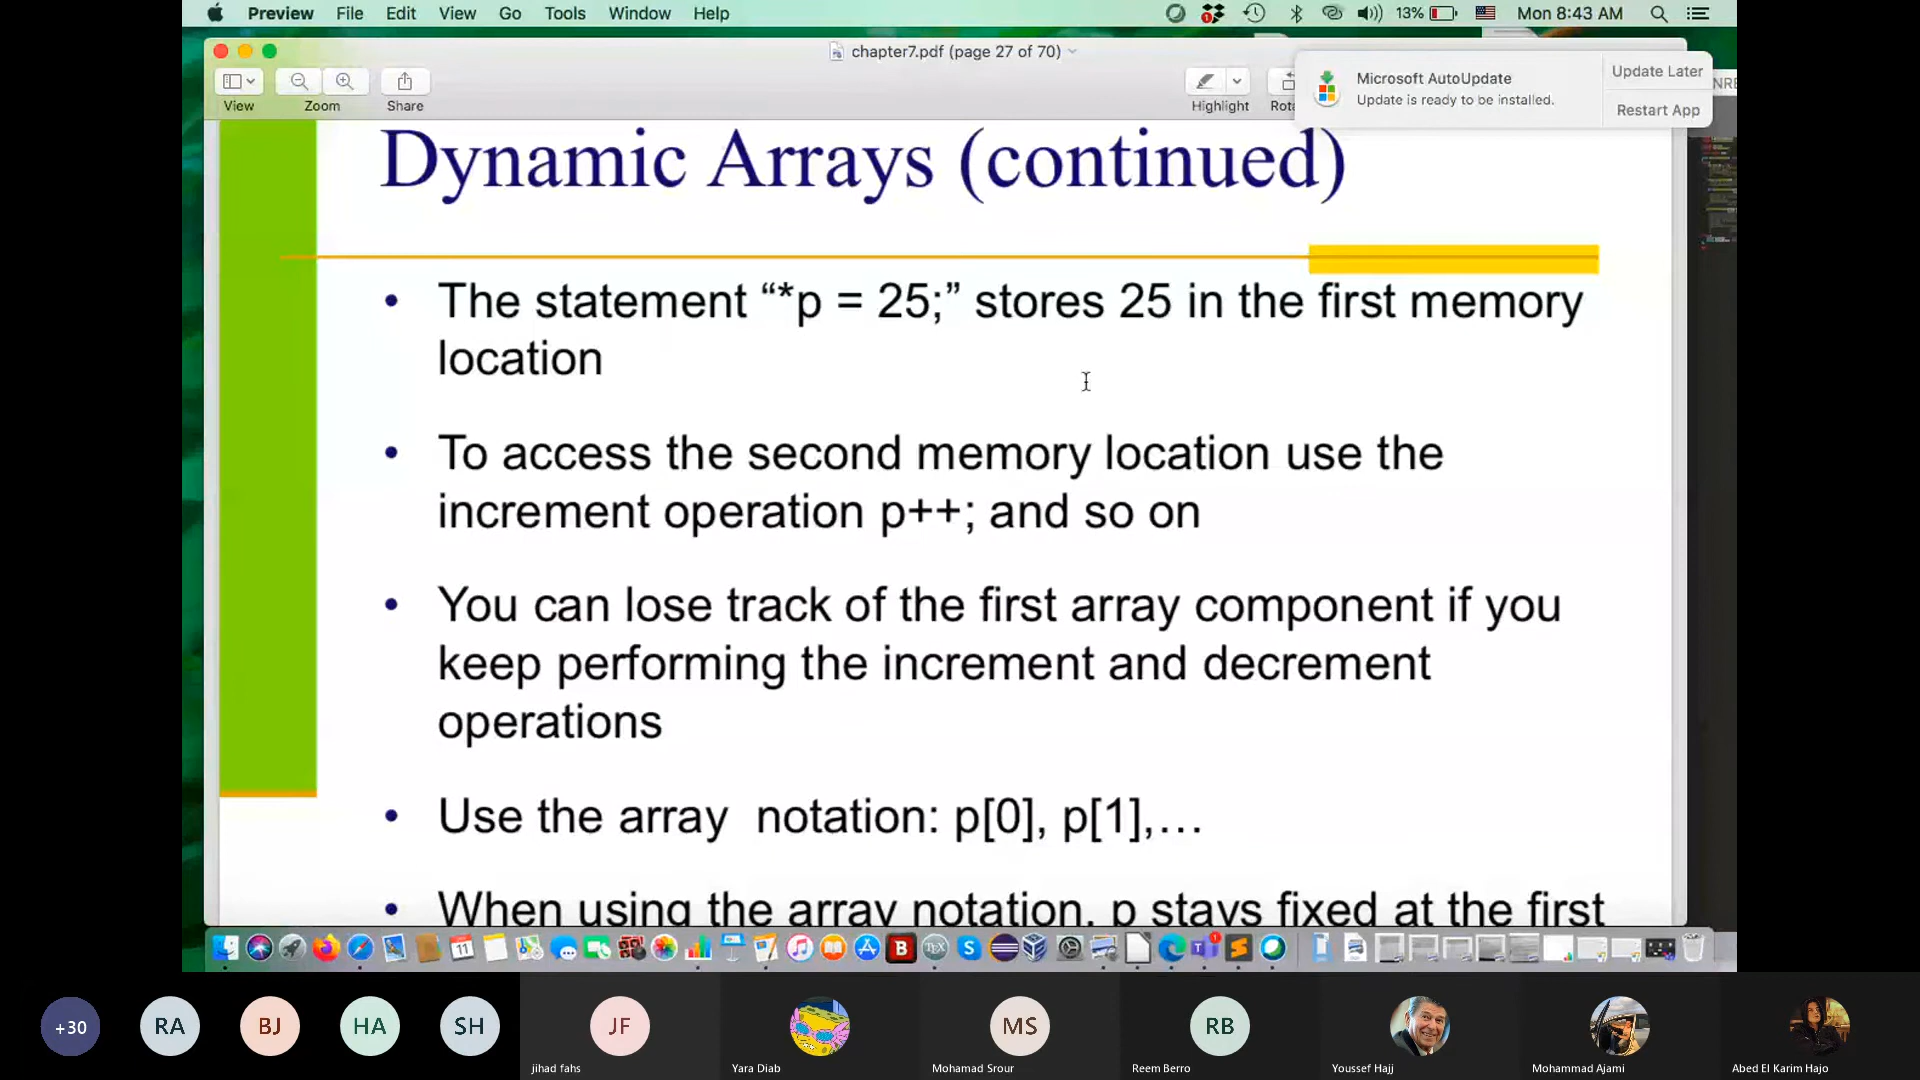 Preview File Edit View Go Tools Window Help
13% Mon 8:43 AM
chapter7.pdf (page 27 of 70)
View Zoom Share Highlight
Microsoft AutoUpdate
Update is ready to be installed.
Update Later
Restart App
Dynamic Arrays (continued)
• The statement “*p = 25;” stores 25 in the first memory
location
• To access the second memory location use the
increment operation p++; and so on
• You can lose track of the first array component if you
keep performing the increment and decrement
operations
• Use the array notation: p[0], p[1],…
• When using the array notation, p stays fixed at the first
+30 RA BJ HA SH JF MS RB
jihad fahs Yara Diab Mohamad Srour Reem Berro Youssef Hajj Mohammad Ajami Abed El Karim Hajo